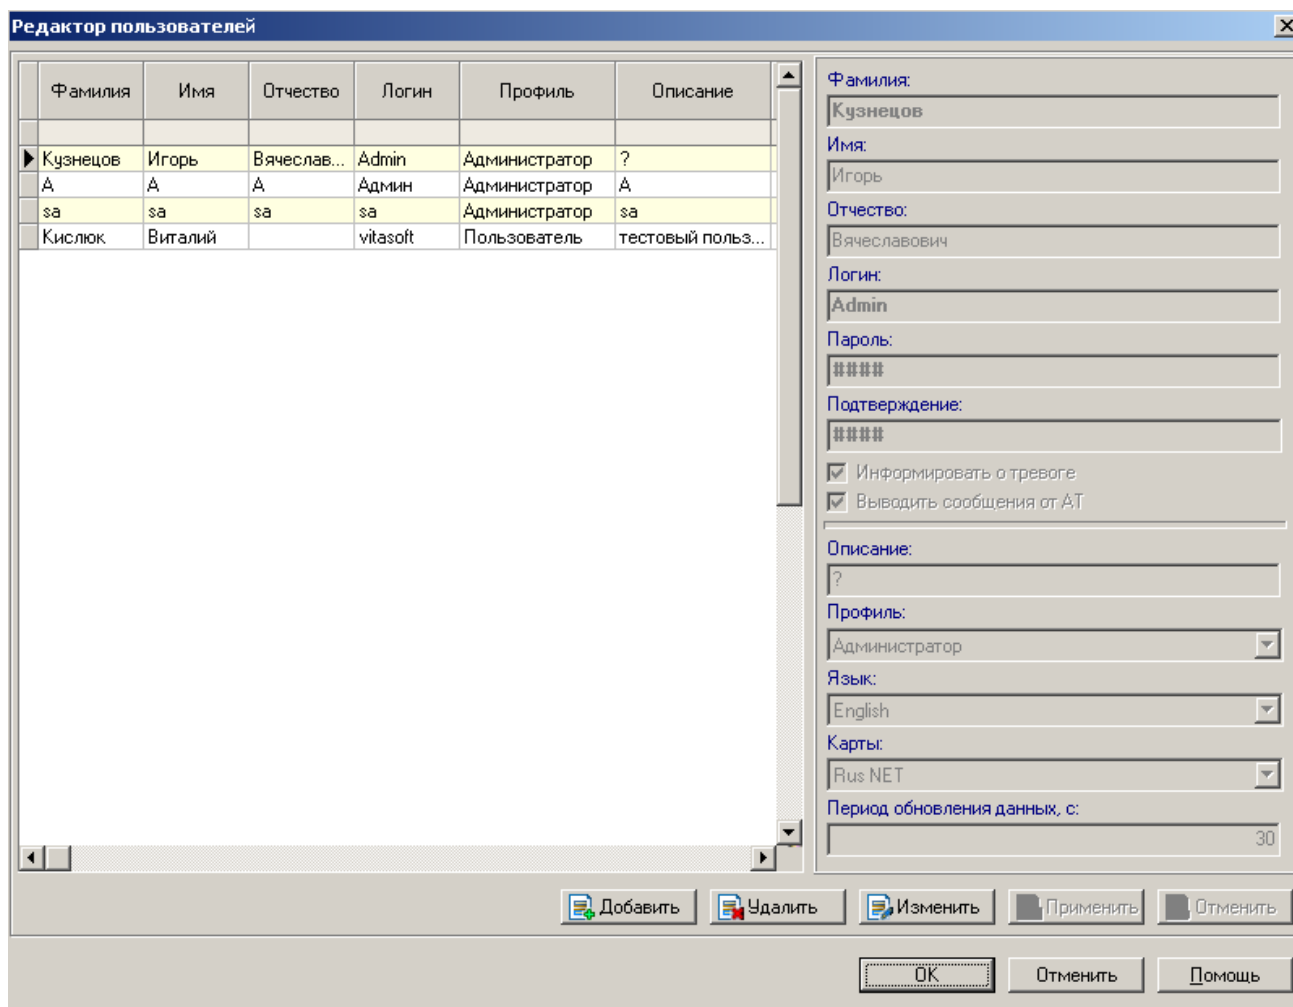 Редактор пользователей
Фамилия Имя Отчество Логин Профиль Описание
Кузнецов Игорь Вячеслав... Admin Администратор ?
А А А Админ Администратор А
sa sa sa sa Администратор sa
Кислюк Виталий vitasoft Пользователь тестовый польз...
Фамилия:
Кузнецов
Имя:
Игорь
Отчество:
Вячеславович
Логин:
Admin
Пароль:
####
Подтверждение:
####
Информировать о тревоге
Выводить сообщения от АТ
Описание:
?
Профиль:
Администратор
Язык:
English
Карты:
Rus NET
Период обновления данных, с:
30
Добавить Удалить Изменить Применить Отменить
OK Отменить Помощь